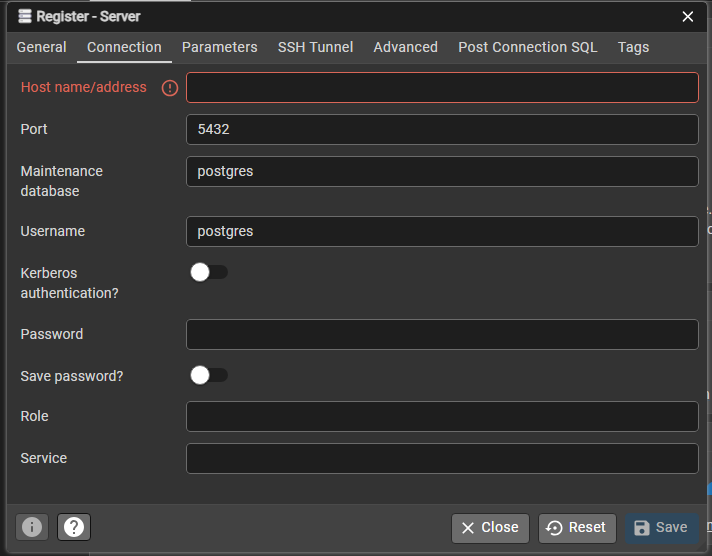 Register - Server
General Connection Parameters SSH Tunnel Advanced Post Connection SQL Tags
Host name/address
Port 5432
Maintenance database postgres
Username postgres
Kerberos authentication?
Password
Save password?
Role
Service
Close Reset Save